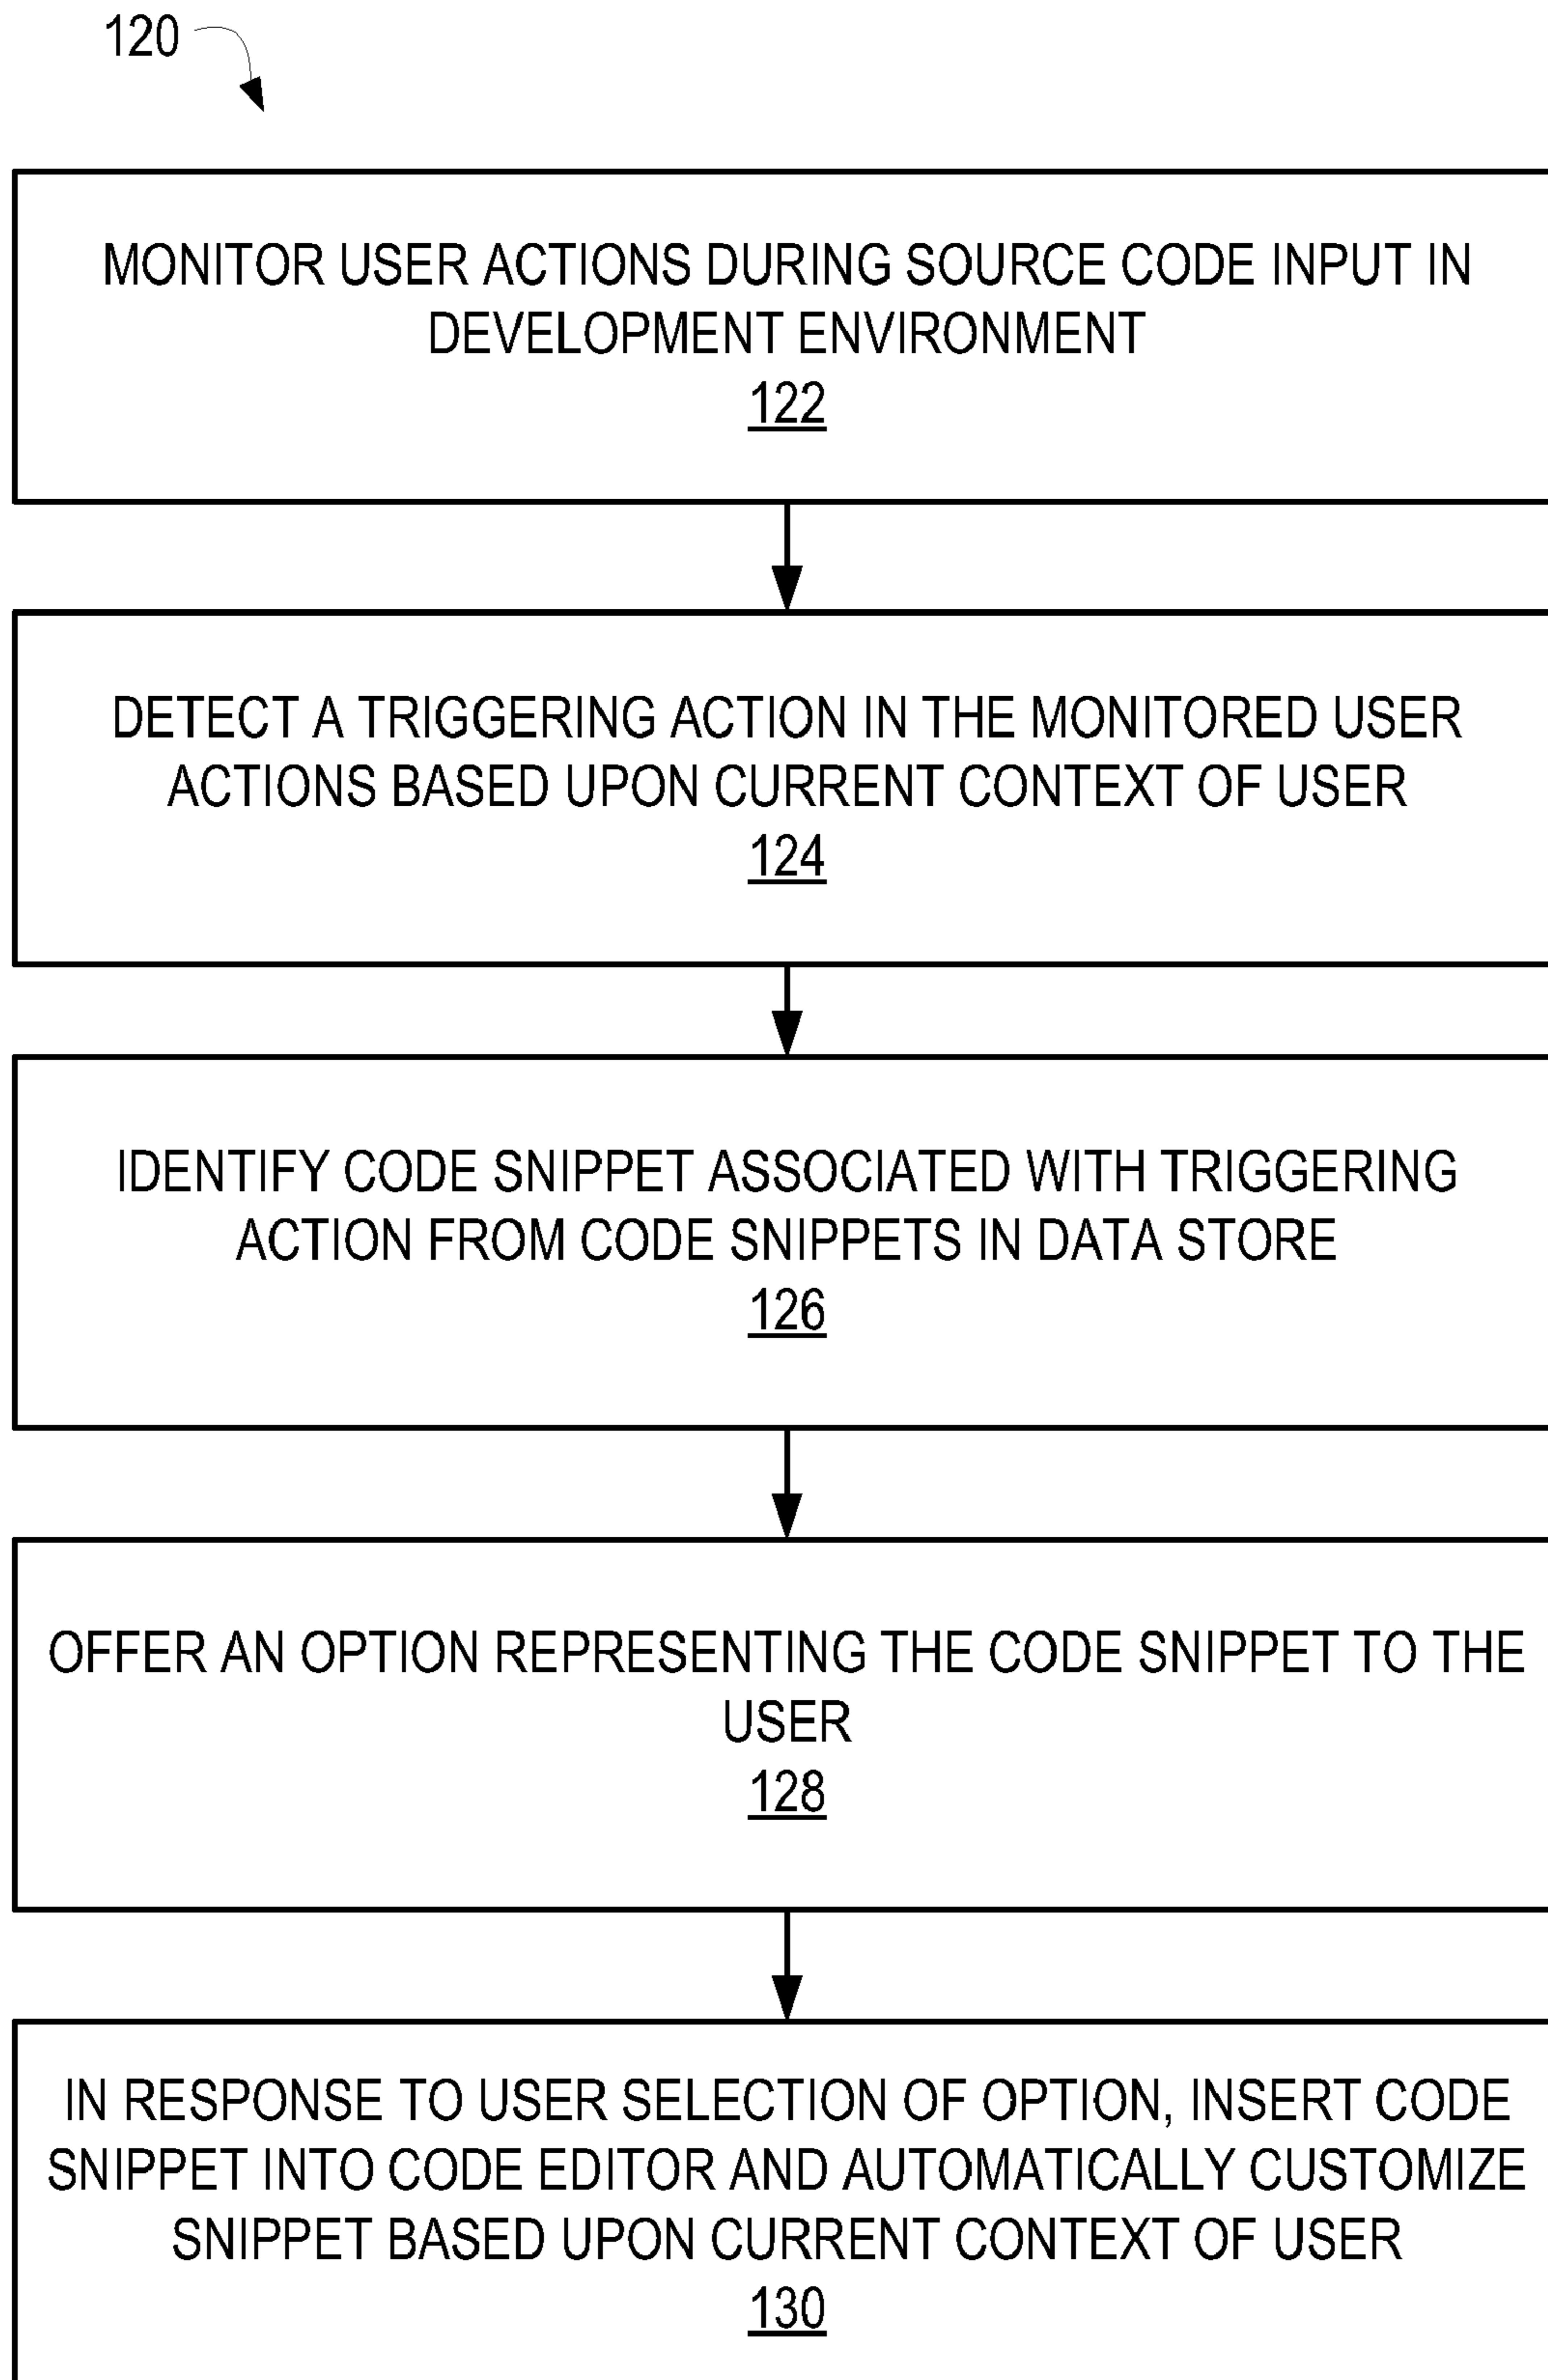 120
MONITOR USER ACTIONS DURING SOURCE CODE INPUT IN
DEVELOPMENT ENVIRONMENT
122
DETECT A TRIGGERING ACTION IN THE MONITORED USER
ACTIONS BASED UPON CURRENT CONTEXT OF USER
124
IDENTIFY CODE SNIPPET ASSOCIATED WITH TRIGGERING
ACTION FROM CODE SNIPPETS IN DATA STORE
126
OFFER AN OPTION REPRESENTING THE CODE SNIPPET TO THE
USER
128
IN RESPONSE TO USER SELECTION OF OPTION, INSERT CODE
SNIPPET INTO CODE EDITOR AND AUTOMATICALLY CUSTOMIZE
SNIPPET BASED UPON CURRENT CONTEXT OF USER
130